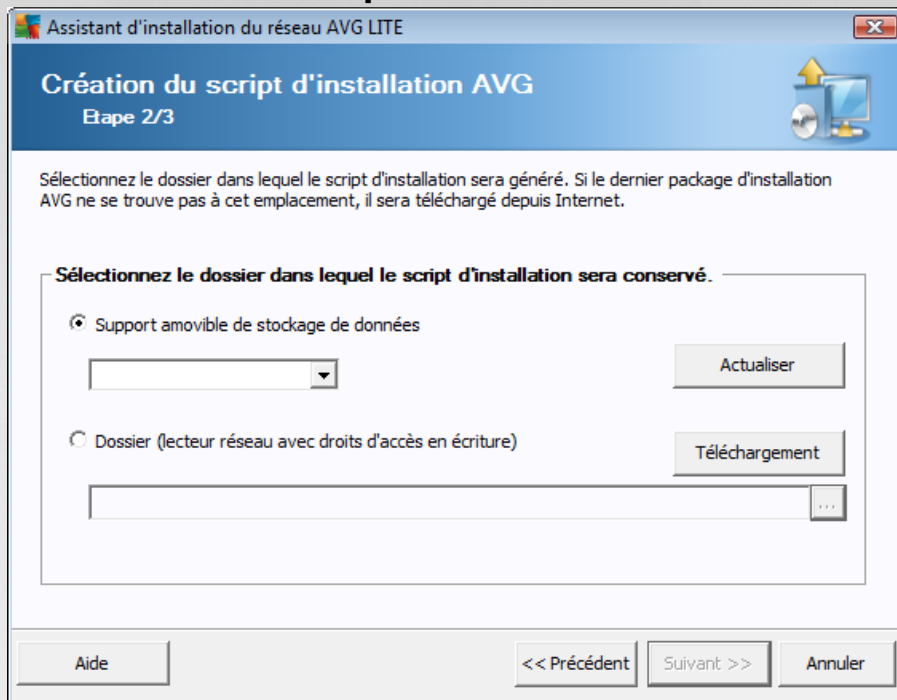 Assistant d'installation du réseau AVG LITE
Création du script d'installation AVG
Etape 2/3
Sélectionnez le dossier dans lequel le script d'installation sera généré. Si le dernier package d'installation
AVG ne se trouve pas à cet emplacement, il sera téléchargé depuis Internet.
Sélectionnez le dossier dans lequel le script d'installation sera conservé.
Support amovible de stockage de données
Actualiser
Dossier (lecteur réseau avec droits d'accès en écriture)
Téléchargement
...
Aide
<< Précédent
Suivant >>
Annuler